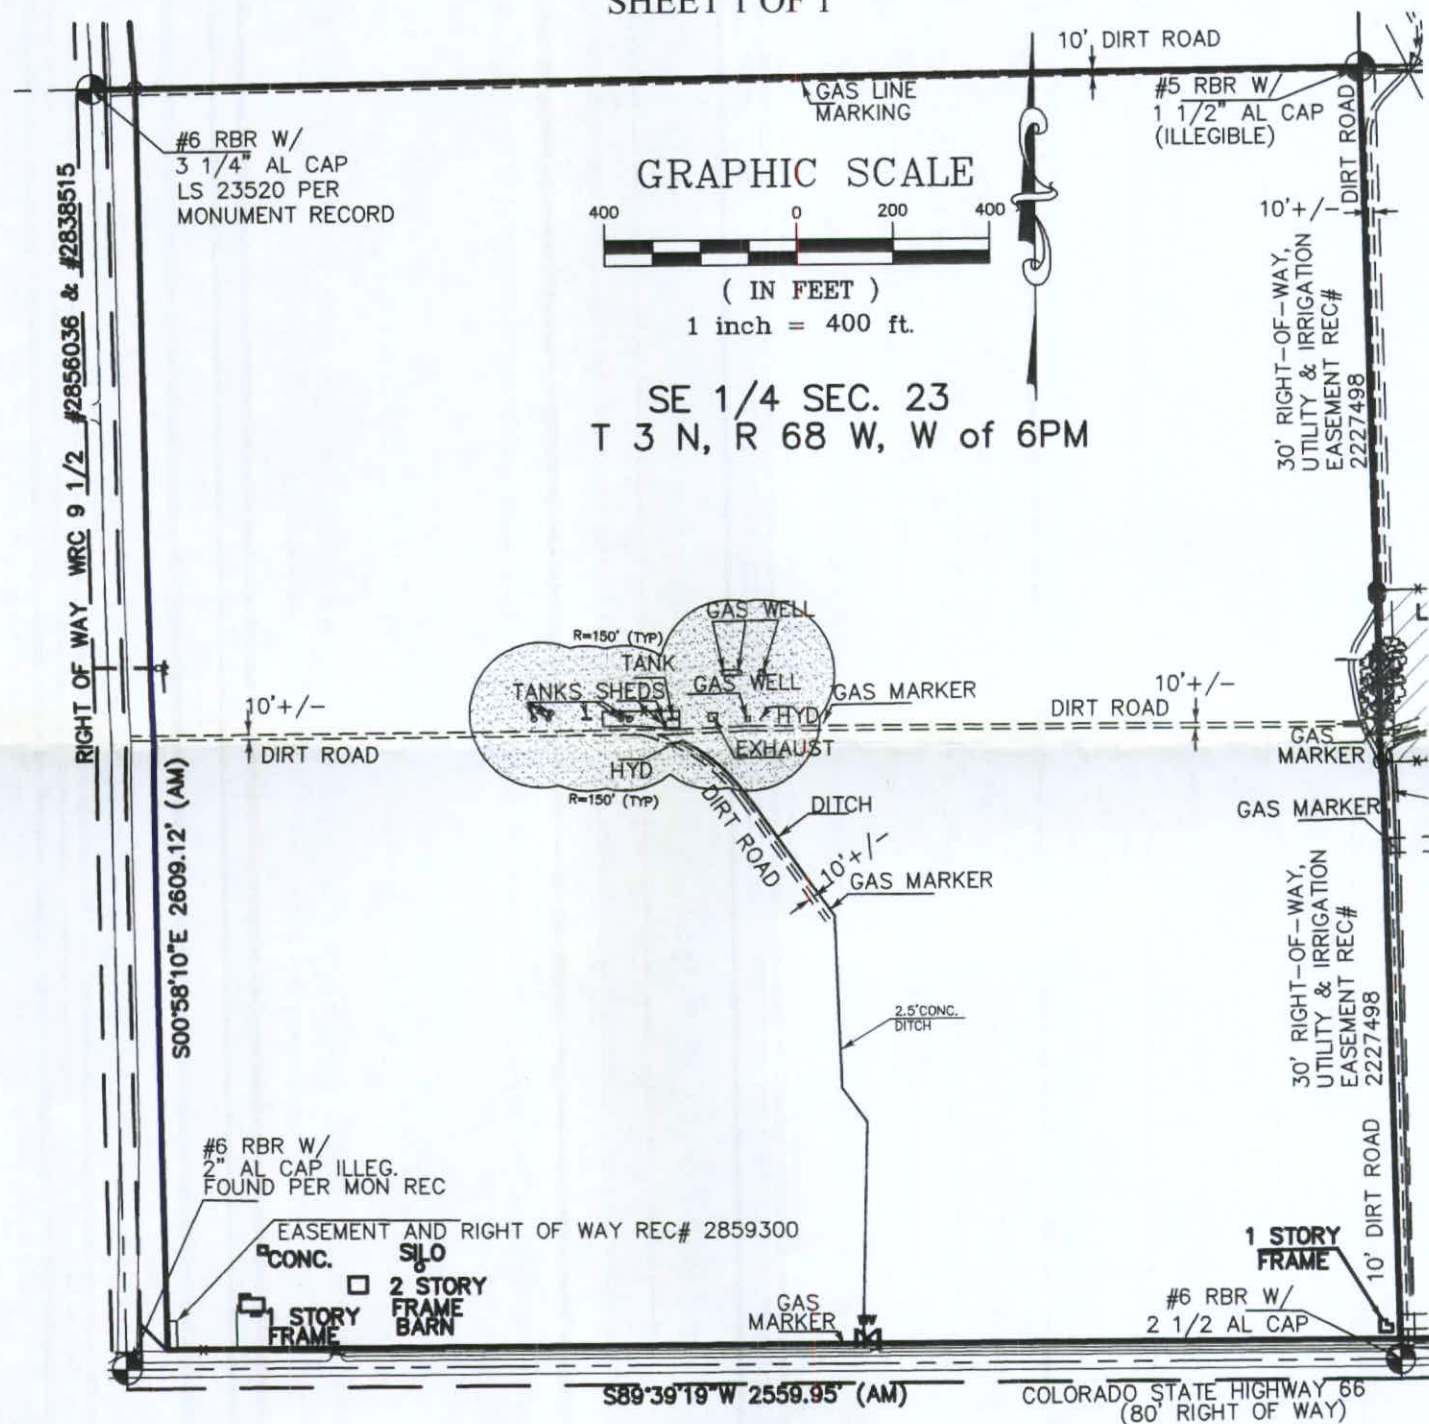 SHEET 1 OF 1
10' DIRT ROAD
GAS LINE
MARKING
#5 RBR W/
1 1/2" AL CAP
(ILLEGIBLE)
DIRT ROAD
#6 RBR W/
3 1/4" AL CAP
LS 23520 PER
MONUMENT RECORD
GRAPHIC SCALE
400 0 200 400
( IN FEET )
1 inch = 400 ft.
10'+/-
RIGHT OF WAY WRC 9 1/2 #2856036 & #2838515
30' RIGHT-OF-WAY,
UTILITY & IRRIGATION
EASEMENT REC#
2227498
SE 1/4 SEC. 23
T 3 N, R 68 W, W of 6PM
GAS WELL
R=150' (TYP)
TANK
TANKS SHEDS
GAS WELL
GAS MARKER
HYD
EXHAUST
HYD
R=150' (TYP)
10'+/-
DIRT ROAD
10'+/-
DIRT ROAD
GAS
MARKER
DITCH
DIRT ROAD
10'+/-
GAS MARKER
GAS MARKER
S00°58'10"E 2609.12' (AM)
30' RIGHT-OF-WAY,
UTILITY & IRRIGATION
EASEMENT REC#
2227498
2.5'CONC.
DITCH
#6 RBR W/
2" AL CAP ILLEG.
FOUND PER MON REC
EASEMENT AND RIGHT OF WAY REC# 2859300
CONC.
SILO
2 STORY
FRAME
BARN
1 STORY
FRAME
GAS
MARKER
10' DIRT ROAD
1 STORY
FRAME
#6 RBR W/
2 1/2 AL CAP
S89°39'19"W 2559.95' (AM)
COLORADO STATE HIGHWAY 66
(80' RIGHT OF WAY)